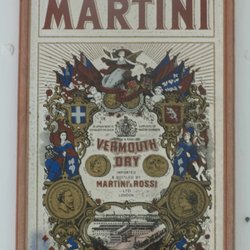 MARTINI
VERMOUTH
DRY
IMPORTED
& BOTTLED BY
MARTINI & ROSSI
LTD
LONDON